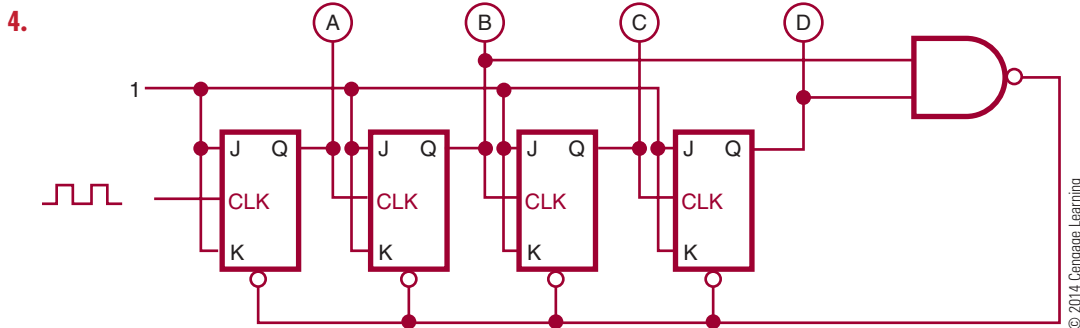 4.
A B C D
1
J Q J Q J Q J Q
CLK CLK CLK CLK
K K K K
© 2014 Cengage Learning